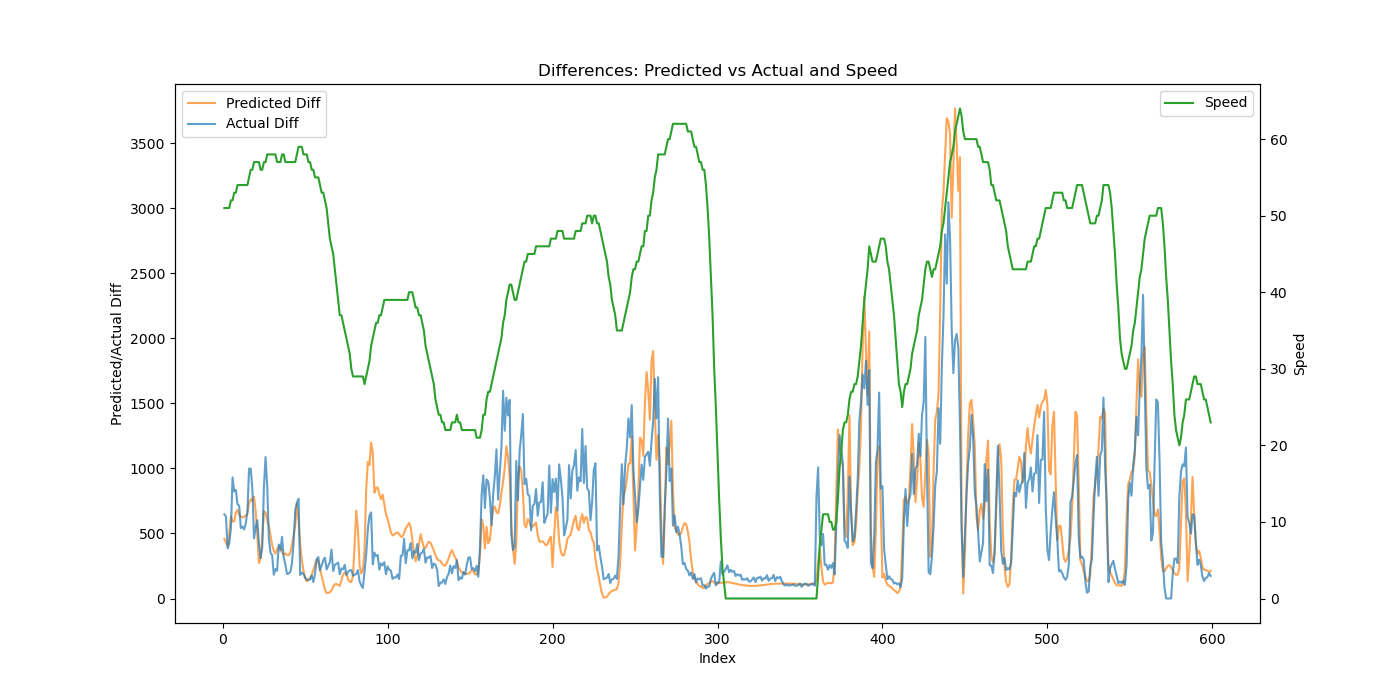 Differences: Predicted vs Actual and Speed
Predicted Diff
Actual Diff
Speed
Predicted/Actual Diff
3500
3000
2500
2000
1500
1000
500
0
60
50
40
30
20
10
0
Speed
0 100 200 300 400 500 600
Index